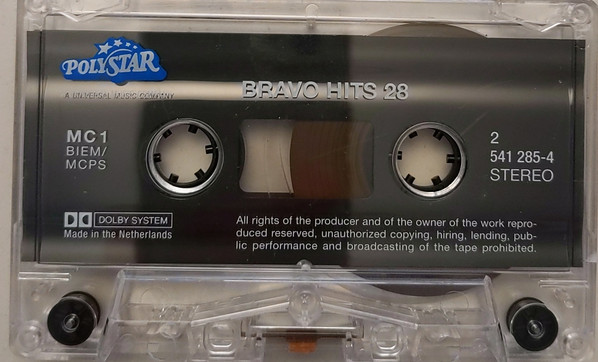 POLYSTAR
A UNIVERSAL MUSIC COMPANY
BRAVO HITS 28
MC1
BIEM/
MCPS
2
541 285-4
STEREO
DOLBY SYSTEM
Made in the Netherlands
All rights of the producer and of the owner of the work repro-
duced reserved, unauthorized copying, hiring, lending, pub-
lic performance and broadcasting of the tape prohibited.